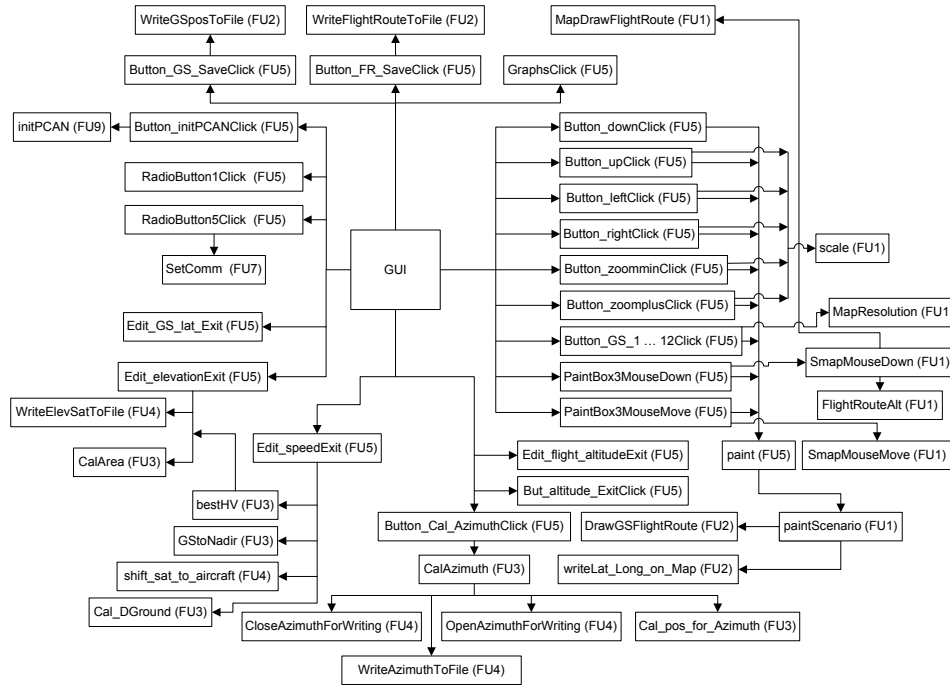 WriteGSposToFile (FU2)
WriteFlightRouteToFile (FU2)
MapDrawFlightRoute (FU1)
Button_GS_SaveClick (FU5)
Button_FR_SaveClick (FU5)
GraphsClick (FU5)
initPCAN (FU9)
Button_initPCANClick (FU5)
Button_downClick (FU5)
Button_upClick (FU5)
RadioButton1Click (FU5)
Button_leftClick (FU5)
RadioButton5Click (FU5)
Button_rightClick (FU5)
scale (FU1)
SetComm (FU7)
GUI
Button_zoomminClick (FU5)
Button_zoomplusClick (FU5)
MapResolution (FU1
Edit_GS_lat_Exit (FU5)
Button_GS_1 ... 12Click (FU5)
SmapMouseDown (FU1)
Edit_elevationExit (FU5)
PaintBox3MouseDown (FU5)
FlightRouteAlt (FU1)
WriteElevSatToFile (FU4)
PaintBox3MouseMove (FU5)
Edit_speedExit (FU5)
CalArea (FU3)
Edit_flight_altitudeExit (FU5)
paint (FU5)
SmapMouseMove (FU1)
But_altitude_ExitClick (FU5)
bestHV (FU3)
Button_Cal_AzimuthClick (FU5)
DrawGSFlightRoute (FU2)
paintScenario (FU1)
GStoNadir (FU3)
shift_sat_to_aircraft (FU4)
CalAzimuth (FU3)
writeLat_Long_on_Map (FU2)
Cal_DGround (FU3)
CloseAzimuthForWriting (FU4)
OpenAzimuthForWriting (FU4)
Cal_pos_for_Azimuth (FU3)
WriteAzimuthToFile (FU4)